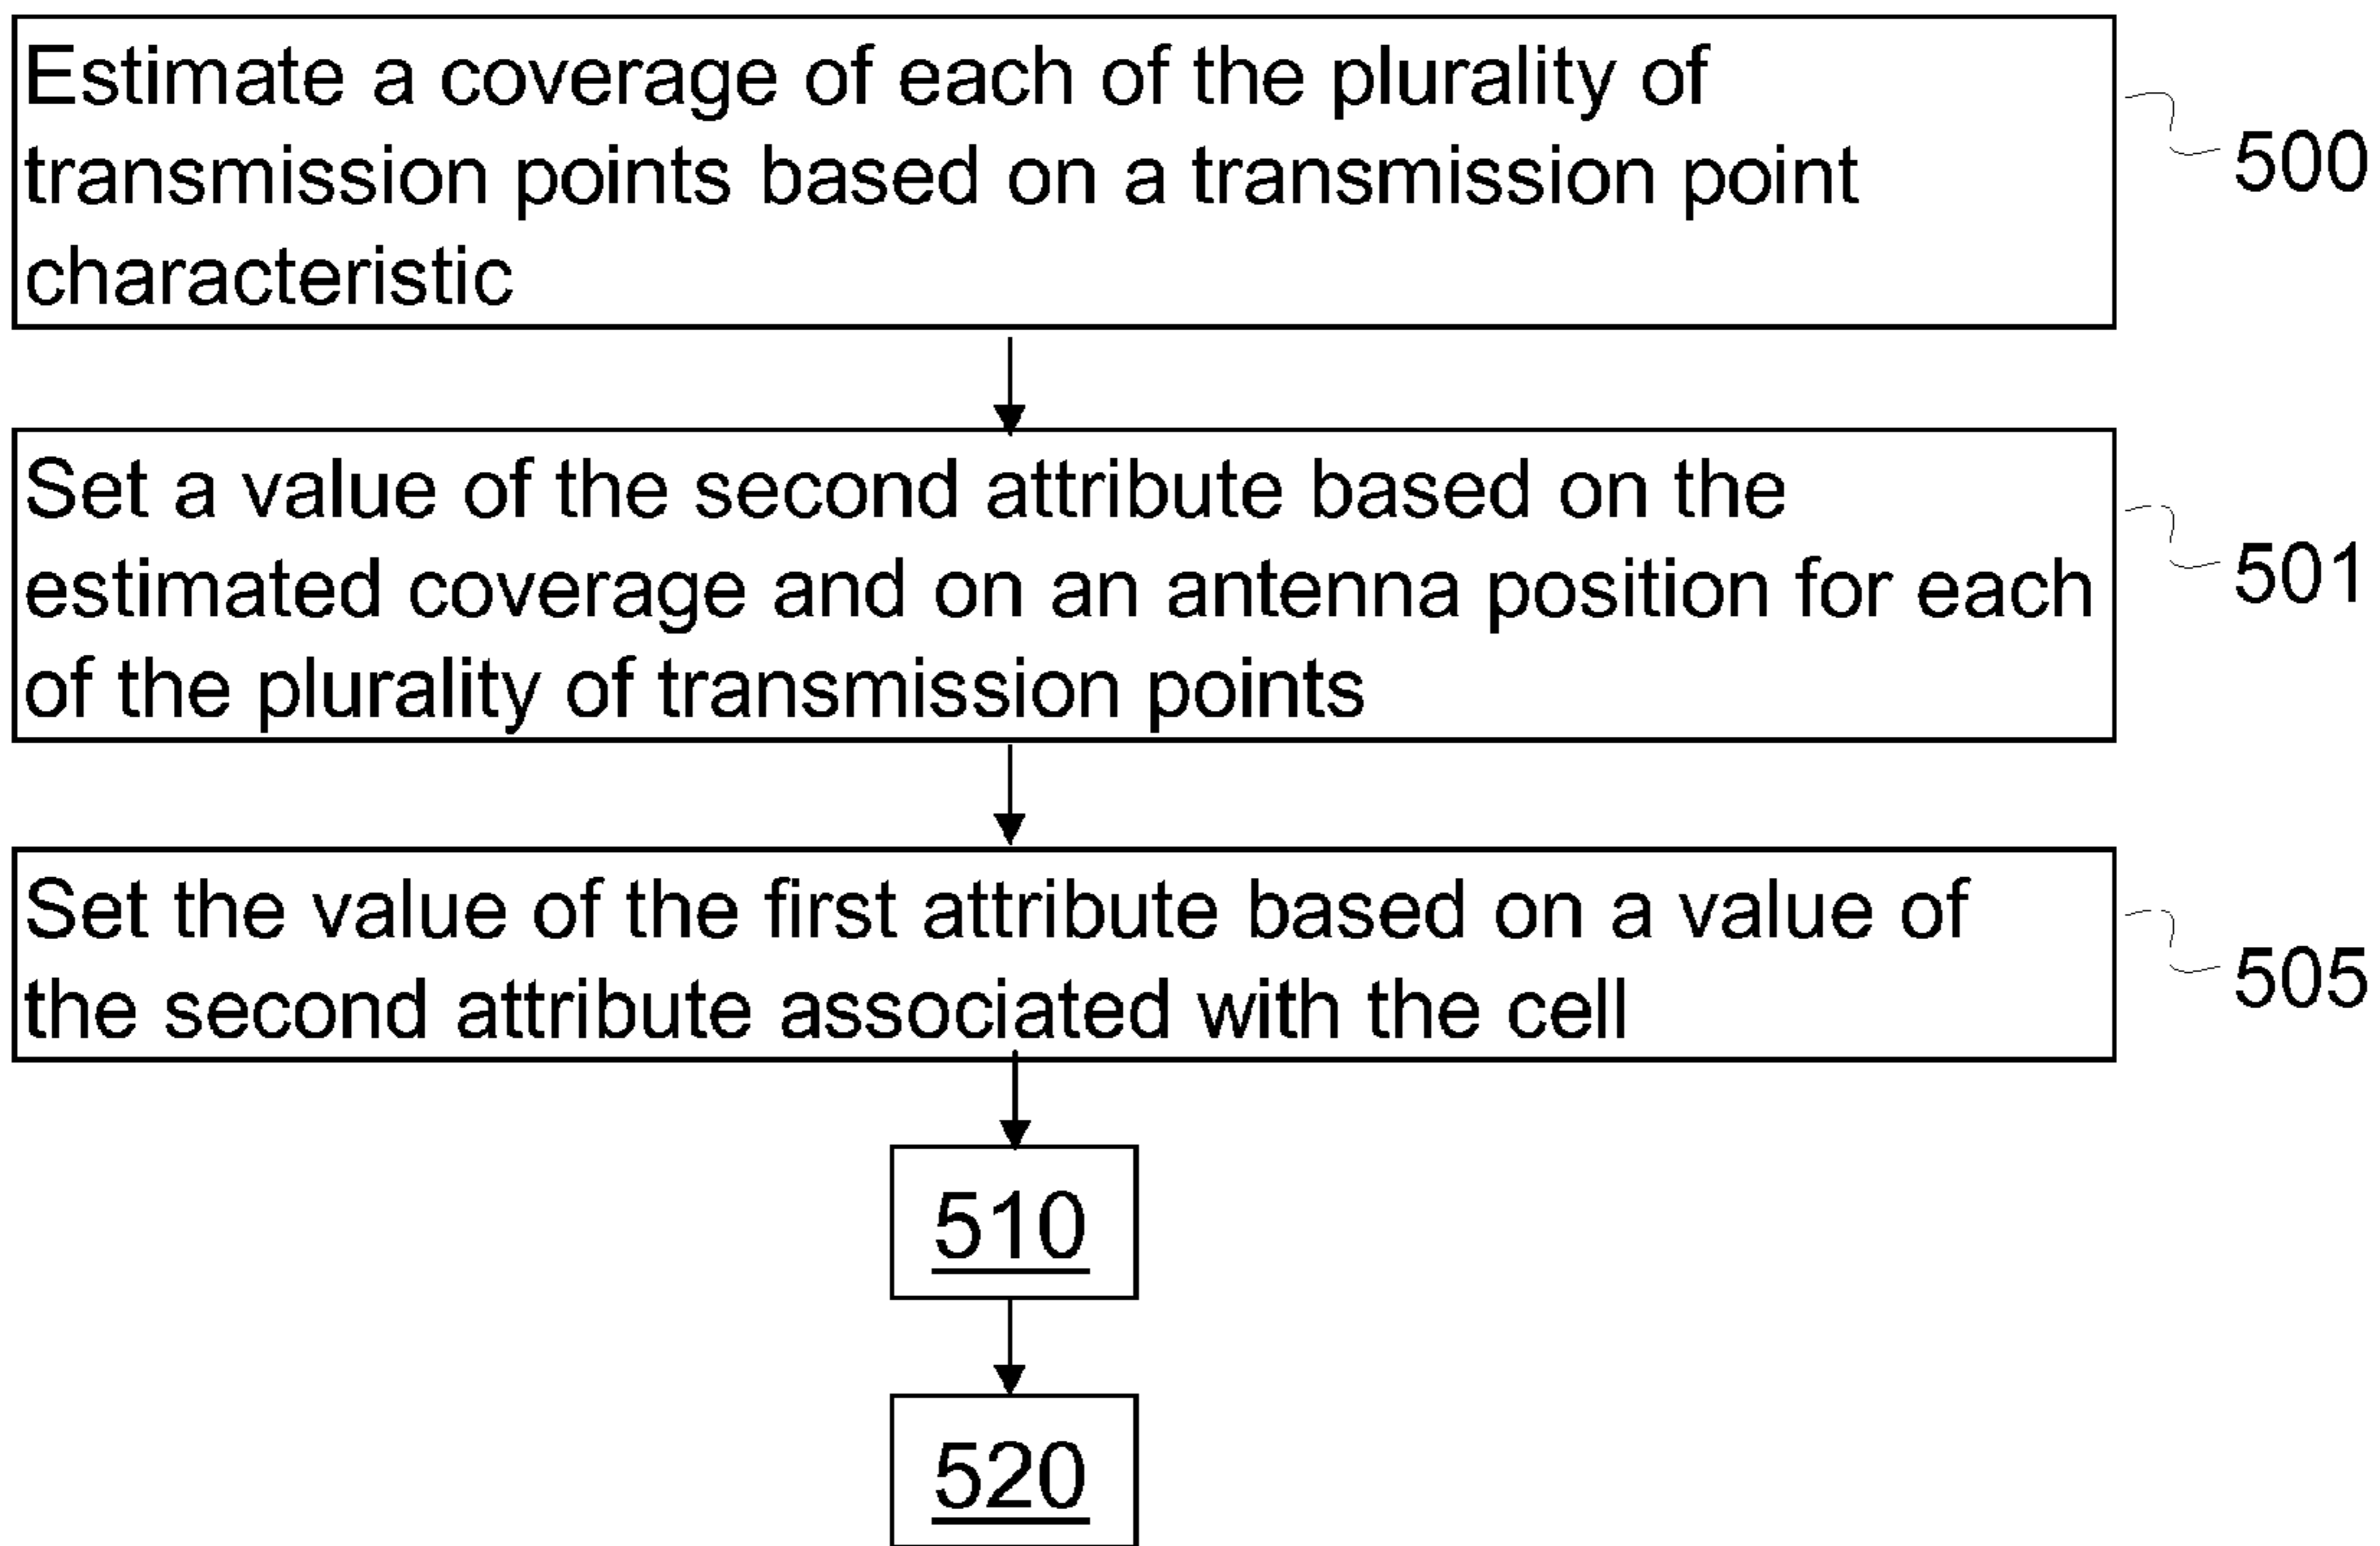 Estimate a coverage of each of the plurality of
transmission points based on a transmission point
characteristic
500
Set a value of the second attribute based on the
estimated coverage and on an antenna position for each
of the plurality of transmission points
501
Set the value of the first attribute based on a value of
the second attribute associated with the cell
505
510
520